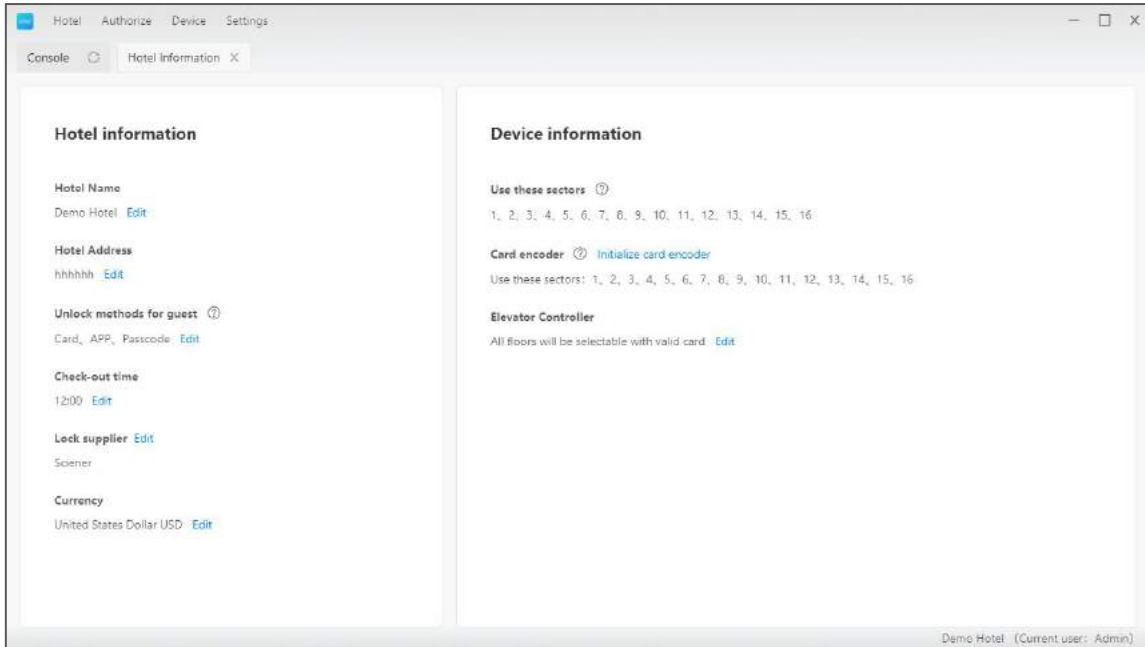 Hotel Authorize Device Settings
Console Hotel Information
Hotel information
Hotel Name
Demo Hotel Edit
Hotel Address
hhhhhh Edit
Unlock methods for guest
Card、APP、Passcode Edit
Check-out time
12:00 Edit
Lock supplier Edit
Sciener
Currency
United States Dollar USD Edit
Device information
Use these sectors
1、2、3、4、5、6、7、8、9、10、11、12、13、14、15、16
Card encoder Initialize card encoder
Use these sectors：1、2、3、4、5、6、7、8、9、10、11、12、13、14、15、16
Elevator Controller
All floors will be selectable with valid card Edit
Demo Hotel （Current user：Admin）